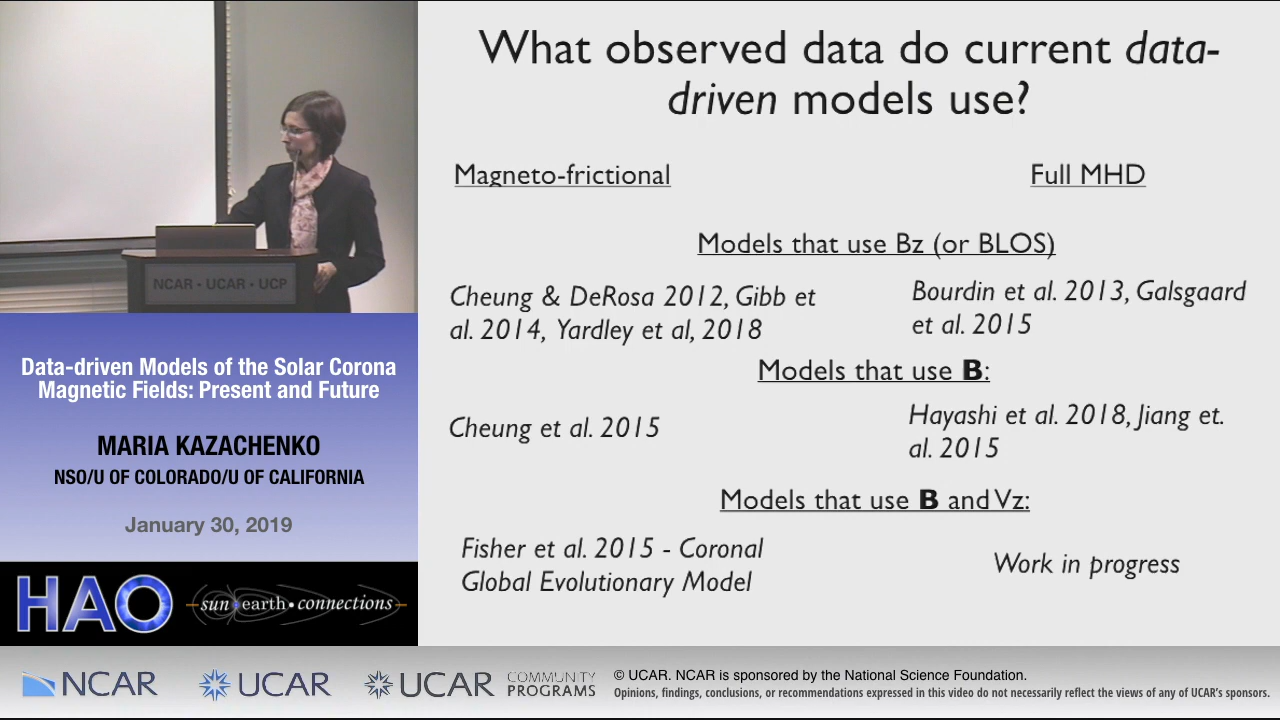 What observed data do current data-
driven models use?
Magneto-frictional
Full MHD
Models that use Bz (or BLOS)
Cheung & DeRosa 2012, Gibb et
al. 2014, Yardley et al, 2018
Bourdin et al. 2013, Galsgaard
et al. 2015
Models that use B:
Cheung et al. 2015
Hayashi et al. 2018, Jiang et.
al. 2015
Models that use B and Vz:
Fisher et al. 2015 - Coronal
Global Evolutionary Model
Work in progress
NCAR • UCAR • UCP
Data-driven Models of the Solar Corona
Magnetic Fields: Present and Future
MARIA KAZACHENKO
NSO/U OF COLORADO/U OF CALIFORNIA
January 30, 2019
HAO
sun•earth•connections
NCAR
UCAR
UCAR
COMMUNITY
PROGRAMS
© UCAR. NCAR is sponsored by the National Science Foundation.
Opinions, findings, conclusions, or recommendations expressed in this video do not necessarily reflect the views of any of UCAR's sponsors.